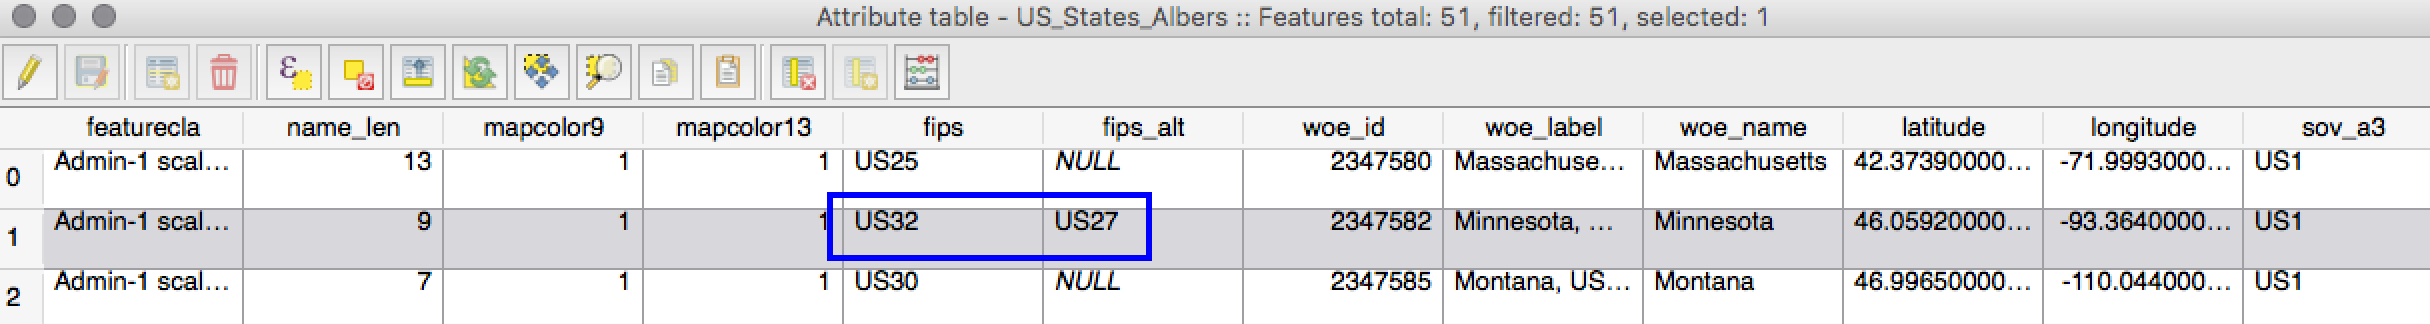 Attribute table - US_States_Albers :: Features total: 51, filtered: 51, selected: 1
featurecla name_len mapcolor9 mapcolor13 fips fips_alt woe_id woe_label woe_name latitude longitude sov_a3
0 Admin-1 scal… 13 1 1 US25 NULL 2347580 Massachuse… Massachusetts 42.37390000… -71.9993000… US1
1 Admin-1 scal… 9 1 1 US32 US27 2347582 Minnesota, … Minnesota 46.05920000… -93.3640000… US1
2 Admin-1 scal… 7 1 1 US30 NULL 2347585 Montana, US… Montana 46.99650000… -110.044000… US1